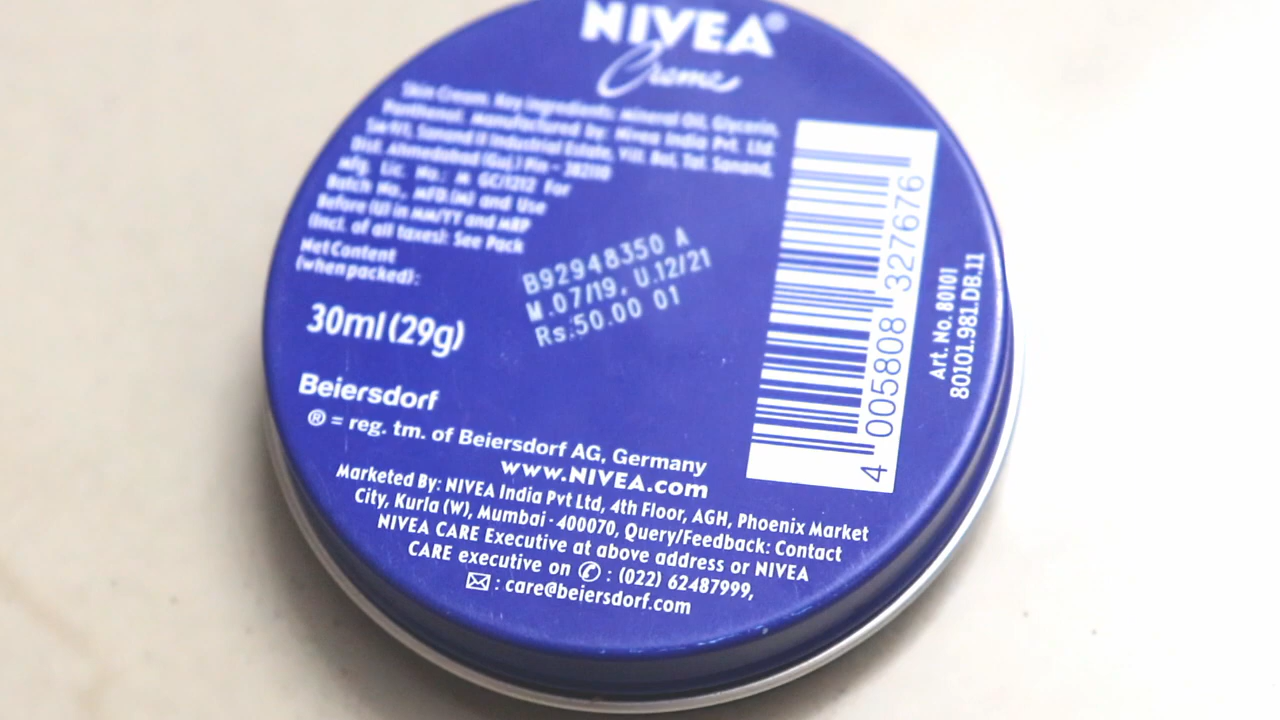 NIVEA®
Creme
Skin Cream. Key Ingredients: Mineral Oil, Glycerin,
Panthenol. Manufactured by: Nivea India Pvt. Ltd.
Sm-9/1, Sanand II Industrial Estate, Vill. Bol, Tal. Sanand,
Dist. Ahmedabad (Guj.) Pin - 382110
Mfg. Lic. No.: M GC/1212 For
Batch No., MFD.(M) and Use
Before (U) in MM/YY and MRP
(Incl. of all taxes): See Pack
Net Content
(when packed):
30ml (29g)
B92948350 A
M.07/19, U.12/21
Rs.50.00 01
Beiersdorf
® = reg. tm. of Beiersdorf AG, Germany
www.NIVEA.com
Marketed By: NIVEA India Pvt Ltd, 4th Floor, AGH, Phoenix Market
City, Kurla (W), Mumbai - 400070, Query/Feedback: Contact
NIVEA CARE Executive at above address or NIVEA
CARE executive on ✆ : (022) 62487999,
✉ : care@beiersdorf.com
4 005808 327676
Art. No. 80101
80101.981.DB.11